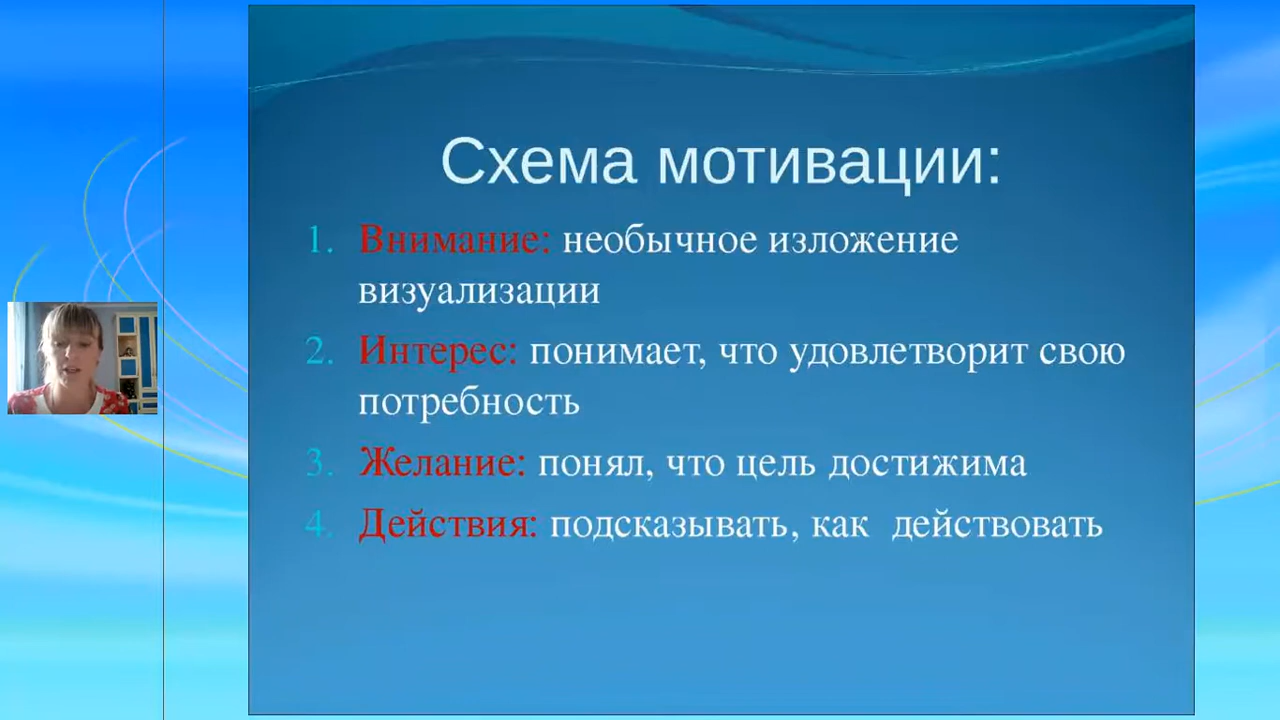 Схема мотивации:
1. Внимание: необычное изложение
визуализации
2. Интерес: понимает, что удовлетворит свою
потребность
3. Желание: понял, что цель достижима
4. Действия: подсказывать, как  действовать